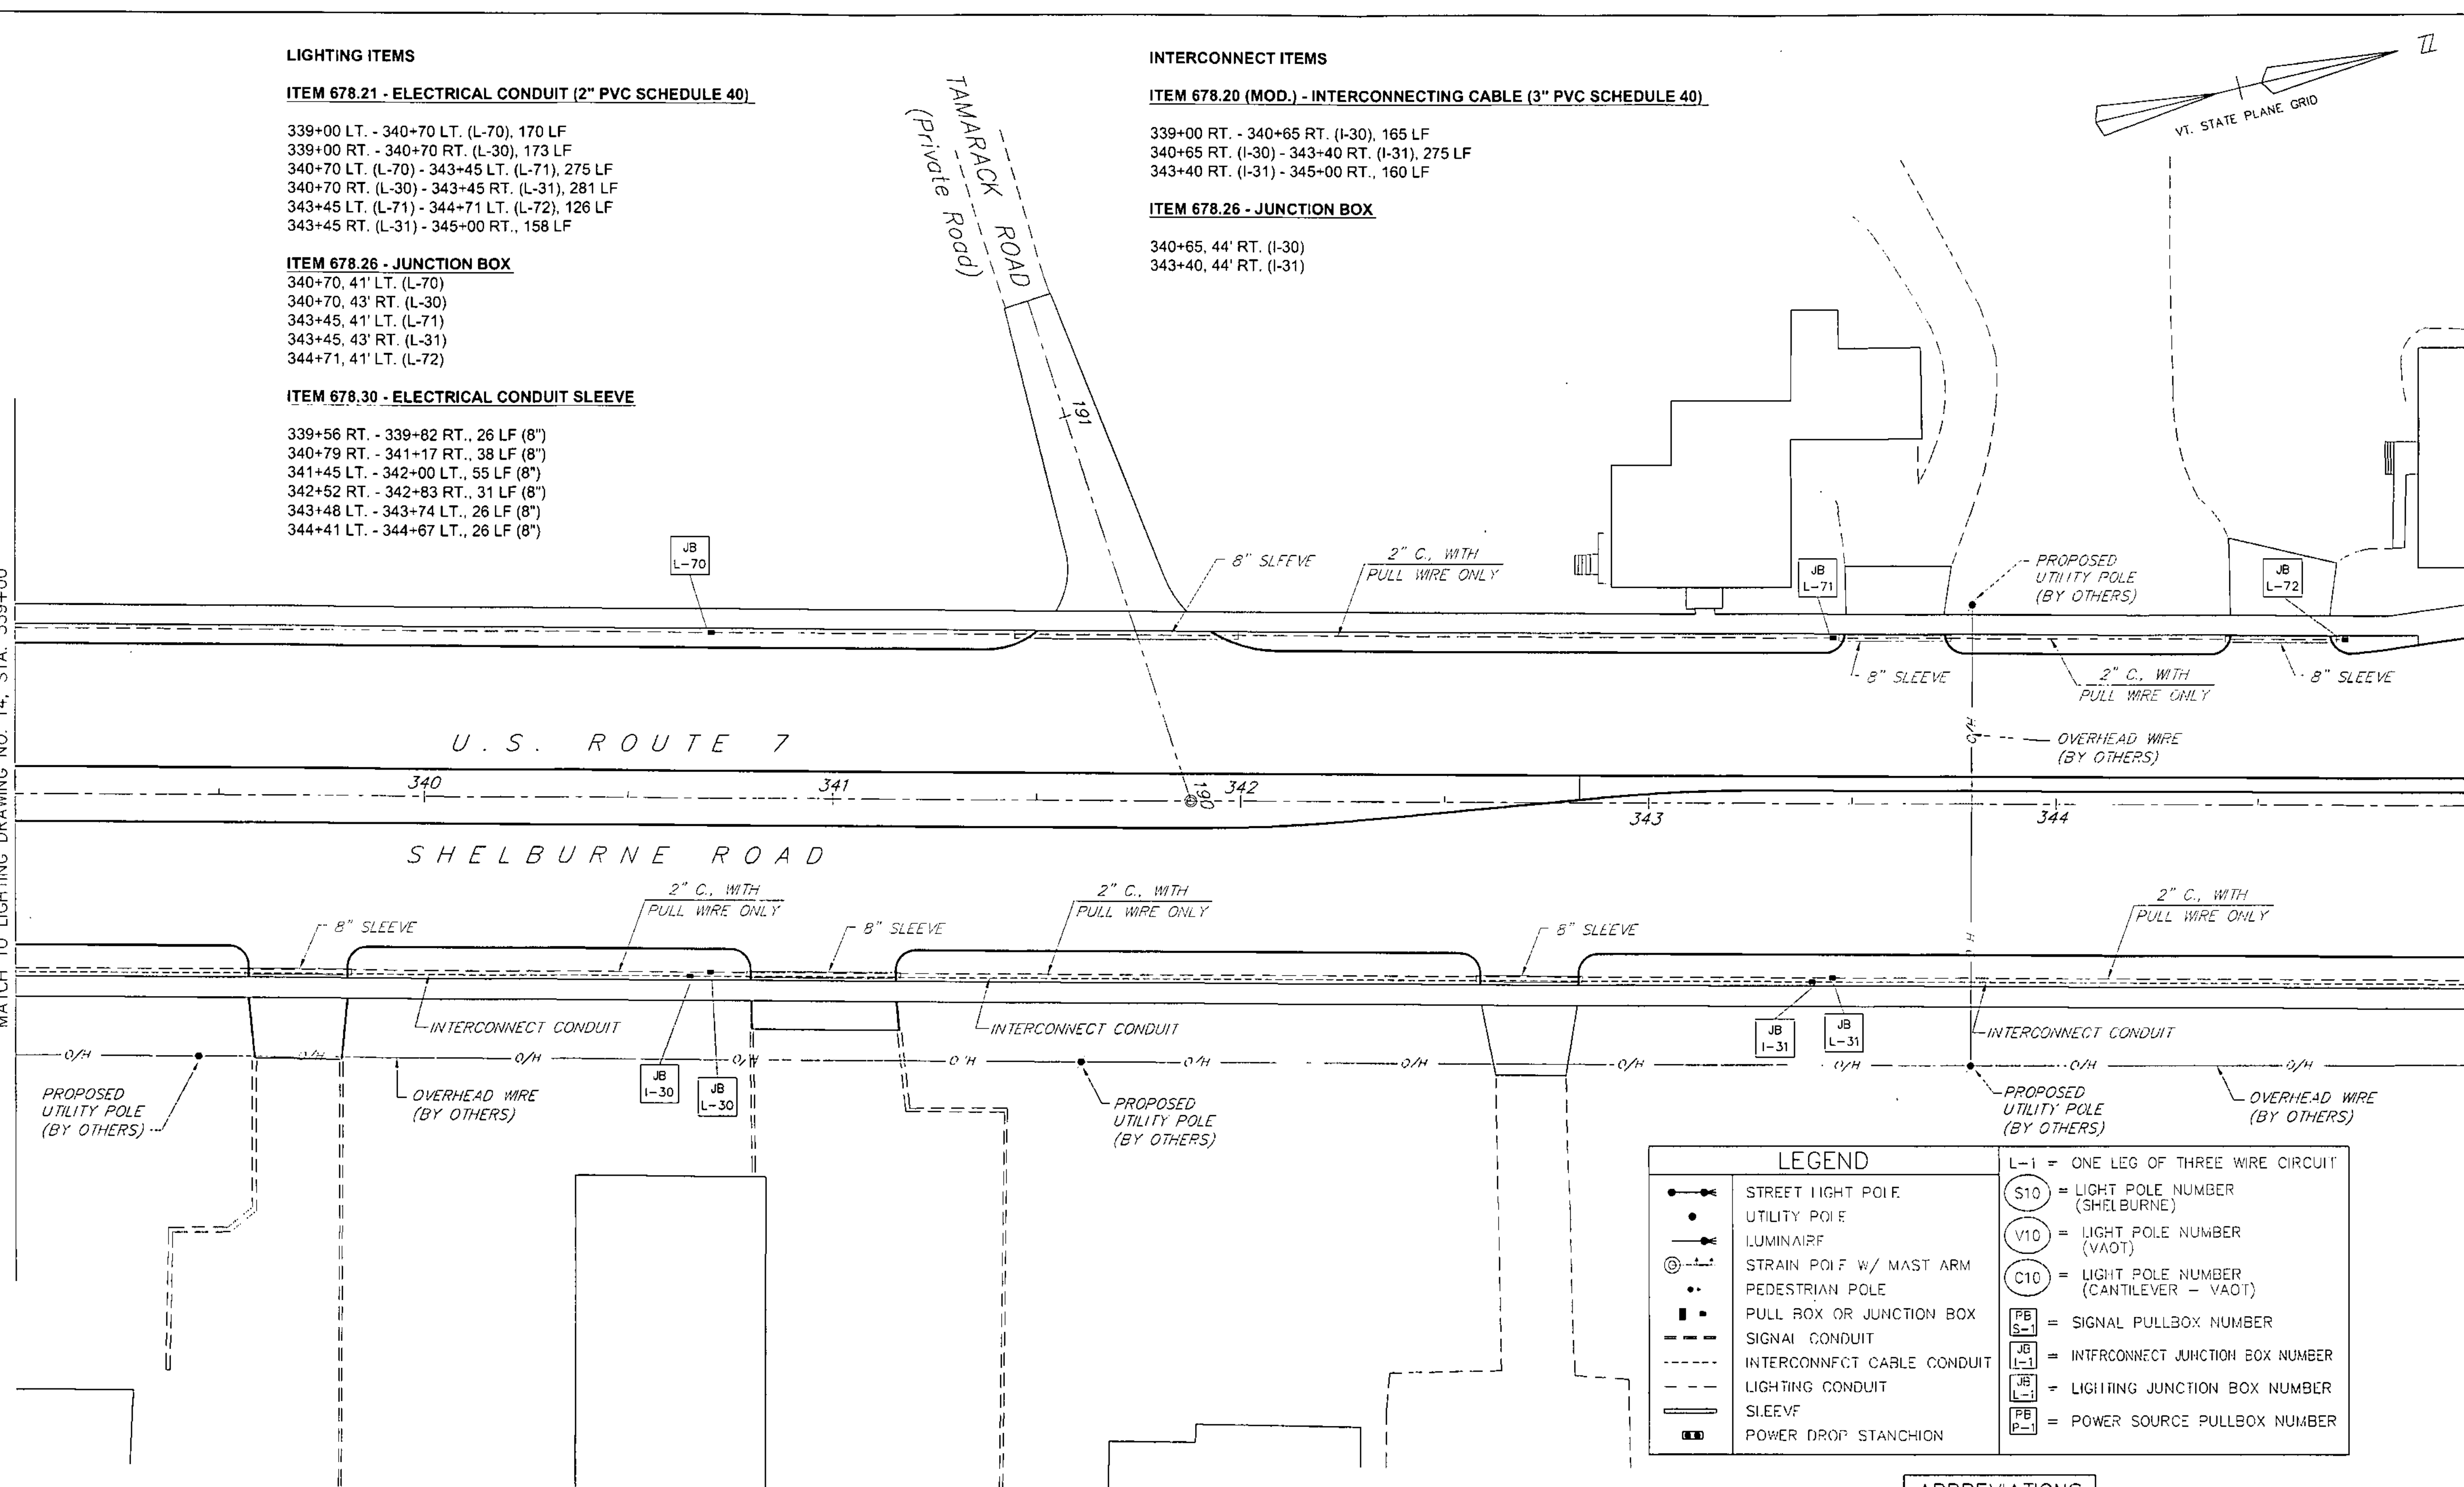 LIGHTING ITEMS
ITEM 678.21 - ELECTRICAL CONDUIT (2" PVC SCHEDULE 40)
339+00 LT. - 340+70 LT. (L-70), 170 LF
339+00 RT. - 340+70 RT. (L-30), 173 LF
340+70 LT. (L-70) - 343+45 LT. (L-71), 275 LF
340+70 RT. (L-30) - 343+45 RT. (L-31), 281 LF
343+45 LT. (L-71) - 344+71 LT. (L-72), 126 LF
343+45 RT. (L-31) - 345+00 RT., 158 LF
ITEM 678.26 - JUNCTION BOX
340+70, 41' LT. (L-70)
340+70, 43' RT. (L-30)
343+45, 41' LT. (L-71)
343+45, 43' RT. (L-31)
344+71, 41' LT. (L-72)
ITEM 678.30 - ELECTRICAL CONDUIT SLEEVE
339+56 RT. - 339+82 RT., 26 LF (8")
340+79 RT. - 341+17 RT., 38 LF (8")
341+45 LT. - 342+00 LT., 55 LF (8")
342+52 RT. - 342+83 RT., 31 LF (8")
343+48 LT. - 343+74 LT., 26 LF (8")
344+41 LT. - 344+67 LT., 26 LF (8")
INTERCONNECT ITEMS
ITEM 678.20 (MOD.) - INTERCONNECTING CABLE (3" PVC SCHEDULE 40)
339+00 RT. - 340+65 RT. (I-30), 165 LF
340+65 RT. (I-30) - 343+40 RT. (I-31), 275 LF
343+40 RT. (I-31) - 345+00 RT., 160 LF
ITEM 678.26 - JUNCTION BOX
340+65, 44' RT. (I-30)
343+40, 44' RT. (I-31)
TAMARACK ROAD
(Private Road)
N
VT. STATE PLANE GRID
191
190
JB
L-70
8" SLEEVE
2" C., WITH
PULL WIRE ONLY
JB
L-71
PROPOSED
UTILITY POLE
(BY OTHERS)
JB
L-72
8" SLEEVE
2" C., WITH
PULL WIRE ONLY
8" SLEEVE
OVERHEAD WIRE
(BY OTHERS)
U.S. ROUTE 7
340
341
342
343
344
SHELBURNE ROAD
MATCH TO LIGHTING DRAWING NO. 14, STA. 339+00
8" SLEEVE
2" C., WITH
PULL WIRE ONLY
8" SLEEVE
2" C., WITH
PULL WIRE ONLY
8" SLEEVE
2" C., WITH
PULL WIRE ONLY
INTERCONNECT CONDUIT
INTERCONNECT CONDUIT
INTERCONNECT CONDUIT
O/H O/H O/H O/H O/H O/H O/H O/H O/H O/H O/H
PROPOSED
UTILITY POLE
(BY OTHERS)
OVERHEAD WIRE
(BY OTHERS)
JB
I-30
JB
L-30
PROPOSED
UTILITY POLE
(BY OTHERS)
JB
I-31
JB
L-31
PROPOSED
UTILITY POLE
(BY OTHERS)
OVERHEAD WIRE
(BY OTHERS)
LEGEND
STREET LIGHT POLE
UTILITY POLE
LUMINAIRE
STRAIN POLE W/ MAST ARM
PEDESTRIAN POLE
PULL BOX OR JUNCTION BOX
SIGNAL CONDUIT
INTERCONNECT CABLE CONDUIT
LIGHTING CONDUIT
SLEEVE
POWER DROP STANCHION
L-1 = ONE LEG OF THREE WIRE CIRCUIT
S10 = LIGHT POLE NUMBER
(SHELBURNE)
V10 = LIGHT POLE NUMBER
(VAOT)
C10 = LIGHT POLE NUMBER
(CANTILEVER - VAOT)
PB
S-1 = SIGNAL PULLBOX NUMBER
JB
I-1 = INTERCONNECT JUNCTION BOX NUMBER
JB
L-1 = LIGHTING JUNCTION BOX NUMBER
PB
P-1 = POWER SOURCE PULLBOX NUMBER
ABBREVIATIONS